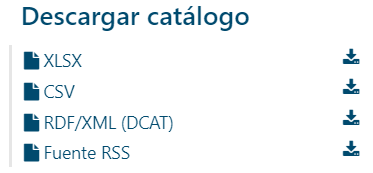 Descargar catálogo
XLSX
CSV
RDF/XML (DCAT)
Fuente RSS